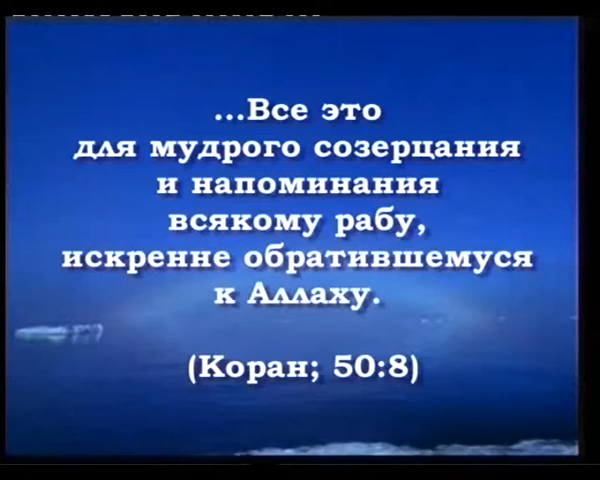 ...Все это
для мудрого созерцания
и напоминания
всякому рабу,
искренне обратившемуся
к Аллаху.
(Коран; 50:8)